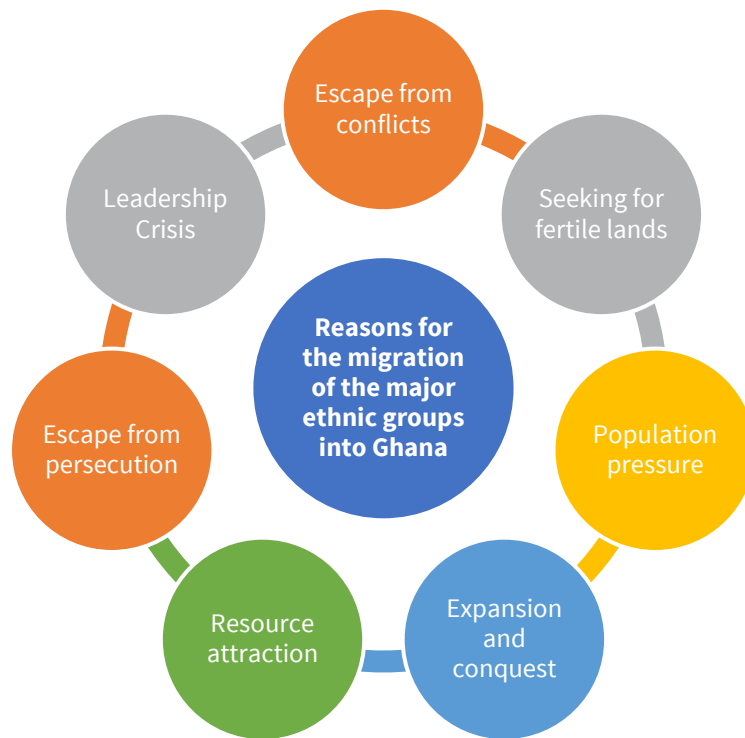 Escape from
conflicts
Seeking for
fertile lands
Population
pressure
Expansion
and
conquest
Resource
attraction
Escape from
persecution
Leadership
Crisis
Reasons for
the migration
of the major
ethnic groups
into Ghana